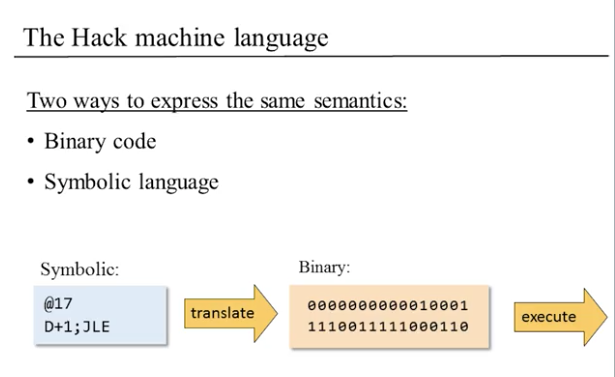 The Hack machine language
Two ways to express the same semantics:
• Binary code
• Symbolic language
Symbolic:
Binary:
@17
D+1;JLE
translate
0000000000010001
1110011111000110
execute